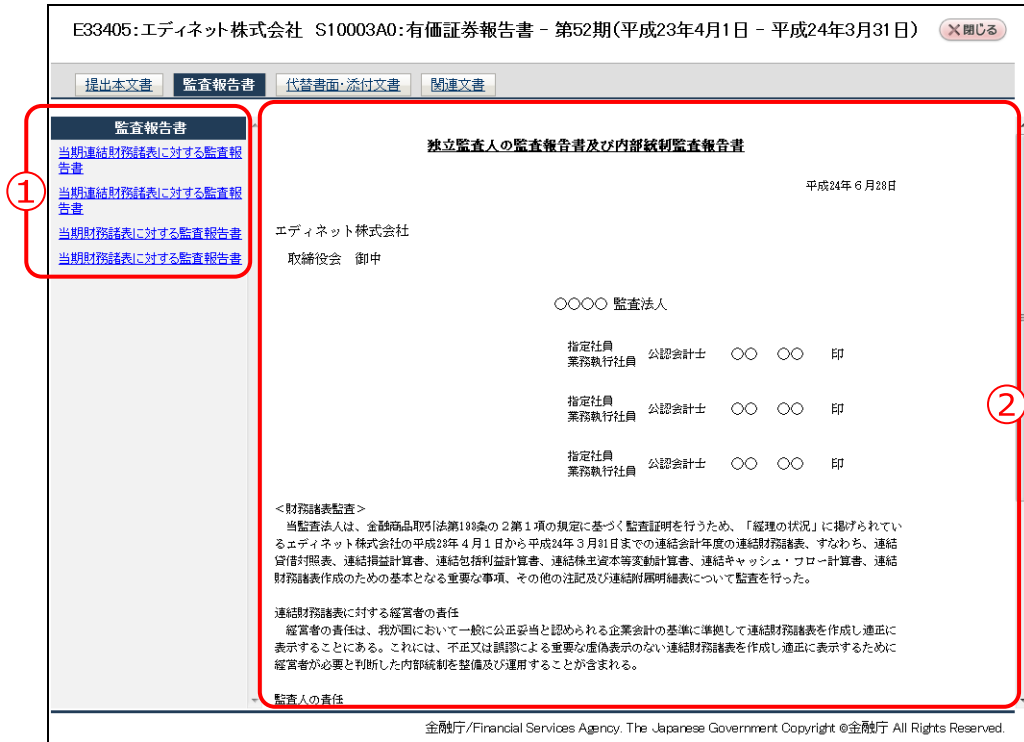 E33405:エディネット株式会社 S10003A0:有価証券報告書 - 第52期(平成23年4月1日 - 平成24年3月31日)
×閉じる
提出本文書
監査報告書
代替書面・添付文書
関連文書
①
監査報告書
当期連結財務諸表に対する監査報
告書
当期連結財務諸表に対する監査報
告書
当期財務諸表に対する監査報告書
当期財務諸表に対する監査報告書
②
独立監査人の監査報告書及び内部統制監査報告書
平成24年6月28日
エディネット株式会社
取締役会 御中
○○○○ 監査法人
指定社員
業務執行社員 公認会計士 ○○ ○○ 印
指定社員
業務執行社員 公認会計士 ○○ ○○ 印
指定社員
業務執行社員 公認会計士 ○○ ○○ 印
<財務諸表監査>
当監査法人は、金融商品取引法第193条の2第1項の規定に基づく監査証明を行うため、「経理の状況」に掲げられてい
るエディネット株式会社の平成23年4月1日から平成24年3月31日までの連結会計年度の連結財務諸表、すなわち、連結
貸借対照表、連結損益計算書、連結包括利益計算書、連結株主資本等変動計算書、連結キャッシュ・フロー計算書、連結
財務諸表作成のための基本となる重要な事項、その他の注記及び連結附属明細表について監査を行った。
連結財務諸表に対する経営者の責任
経営者の責任は、我が国において一般に公正妥当と認められる企業会計の基準に準拠して連結財務諸表を作成し適正に
表示することにある。これには、不正又は誤謬による重要な虚偽表示のない連結財務諸表を作成し適正に表示するために
経営者が必要と判断した内部統制を整備及び運用することが含まれる。
監査人の責任
金融庁/Financial Services Agency. The Japanese Government Copyright ©金融庁 All Rights Reserved.